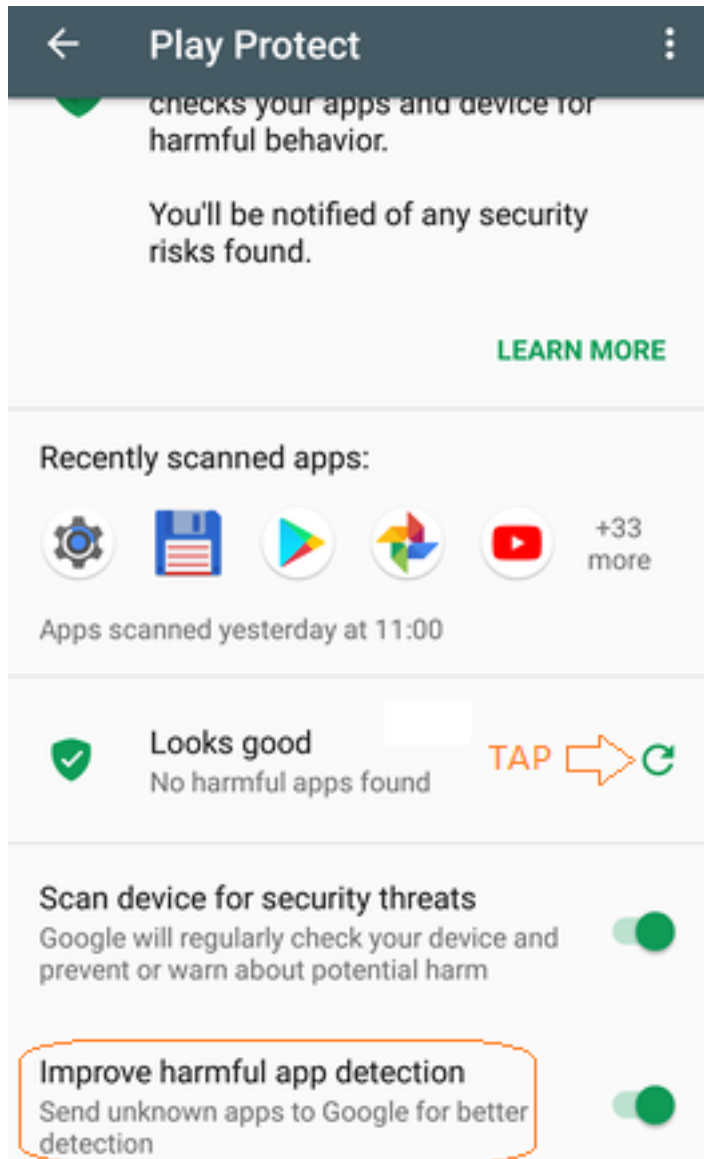 Play Protect
checks your apps and device for
harmful behavior.
You'll be notified of any security
risks found.
LEARN MORE
Recently scanned apps:
+33
more
Apps scanned yesterday at 11:00
Looks good
No harmful apps found
TAP
Scan device for security threats
Google will regularly check your device and
prevent or warn about potential harm
Improve harmful app detection
Send unknown apps to Google for better
detection